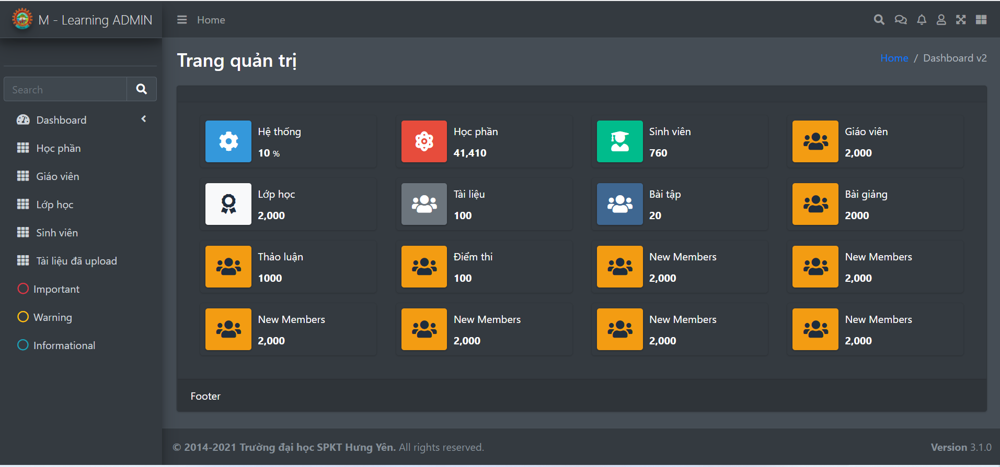 M - Learning ADMIN
Home
Search
Dashboard
Học phần
Giáo viên
Lớp học
Sinh viên
Tài liệu đã upload
Important
Warning
Informational
Trang quản trị
Home / Dashboard v2
Hệ thống
10 %
Học phần
41,410
Sinh viên
760
Giáo viên
2,000
Lớp học
2,000
Tài liệu
100
Bài tập
20
Bài giảng
2000
Thảo luận
1000
Điểm thi
100
New Members
2,000
New Members
2,000
New Members
2,000
New Members
2,000
New Members
2,000
New Members
2,000
Footer
© 2014-2021 Trường đại học SPKT Hưng Yên. All rights reserved.
Version 3.1.0